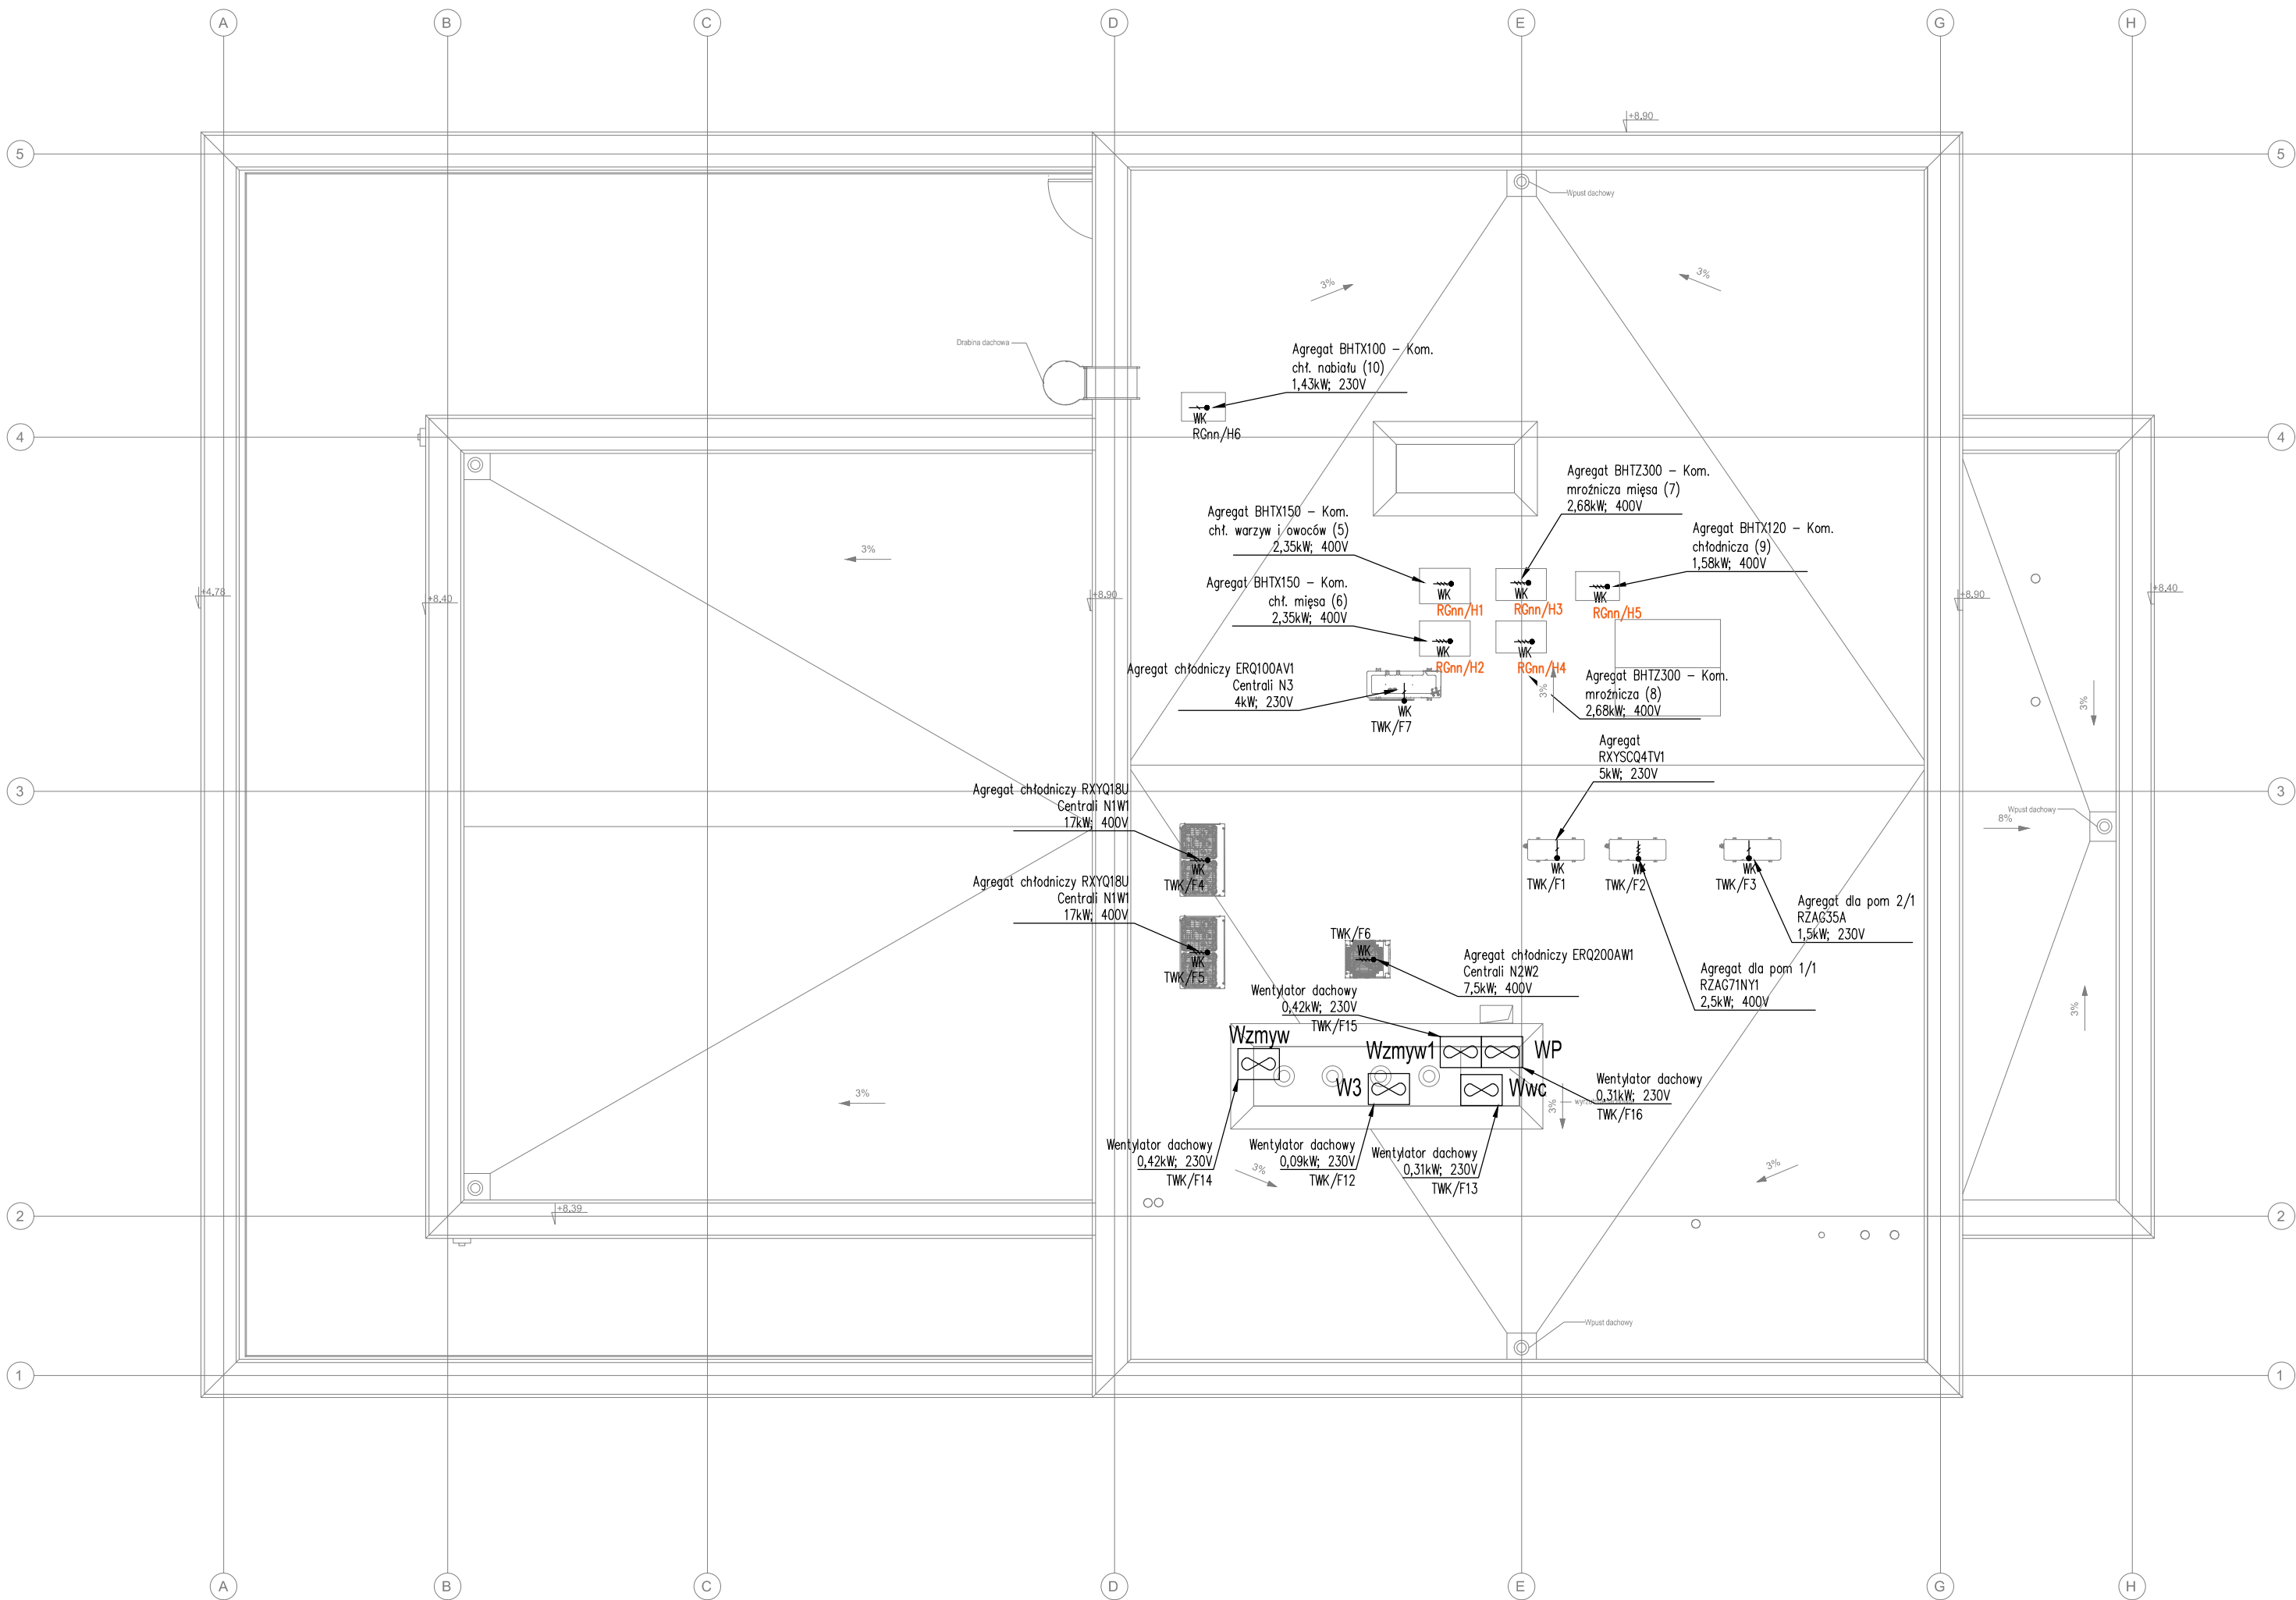 A
B
C
D
E
G
H
+8,90
5
5
Wpust dachowy
3%
3%
Drabina dachowa
Agregat BHTX100 – Kom.
chł. nabiału (10)
1,43kW; 230V
WK
RGnn/H6
4
4
Agregat BHTZ300 – Kom.
mroźnicza mięsa (7)
2,68kW; 400V
Agregat BHTX150 – Kom.
chł. warzyw i owoców (5)
2,35kW; 400V
Agregat BHTX120 – Kom.
chłodnicza (9)
1,58kW; 400V
3%
Agregat BHTX150 – Kom.
chł. mięsa (6)
2,35kW; 400V
WK
RGnn/H1
WK
RGnn/H3
WK
RGnn/H5
+4,78
+8,40
+8,90
+8,90
+8,40
WK
RGnn/H2
WK
RGnn/H4
Agregat chłodniczy ERQ100AV1
Centrali N3
4kW; 230V
WK
TWK/F7
3%
Agregat BHTZ300 – Kom.
mroźnicza (8)
2,68kW; 400V
3%
Agregat
RXYSCQ4TV1
5kW; 230V
3
3
Agregat chłodniczy RXYQ18U
Centrali N1W1
17kW; 400V
Wpust dachowy
8%
WK
TWK/F4
WK
TWK/F1
WK
TWK/F2
WK
TWK/F3
Agregat chłodniczy RXYQ18U
Centrali N1W1
17kW; 400V
WK
TWK/F5
Agregat dla pom 2/1
RZAG35A
1,5kW; 230V
TWK/F6
WK
Agregat chłodniczy ERQ200AW1
Centrali N2W2
7,5kW; 400V
Agregat dla pom 1/1
RZAG71NY1
2,5kW; 400V
Wentylator dachowy
0,42kW; 230V
TWK/F15
3%
Wzmyw
Wzmyw1
WP
W3
Wwc
Wentylator dachowy
0,31kW; 230V
TWK/F16
3%
3%
Wentylator dachowy
0,42kW; 230V
TWK/F14
Wentylator dachowy
0,09kW; 230V
TWK/F12
Wentylator dachowy
0,31kW; 230V
TWK/F13
3%
3%
+8,39
2
2
Wpust dachowy
1
1
A
B
C
D
E
G
H